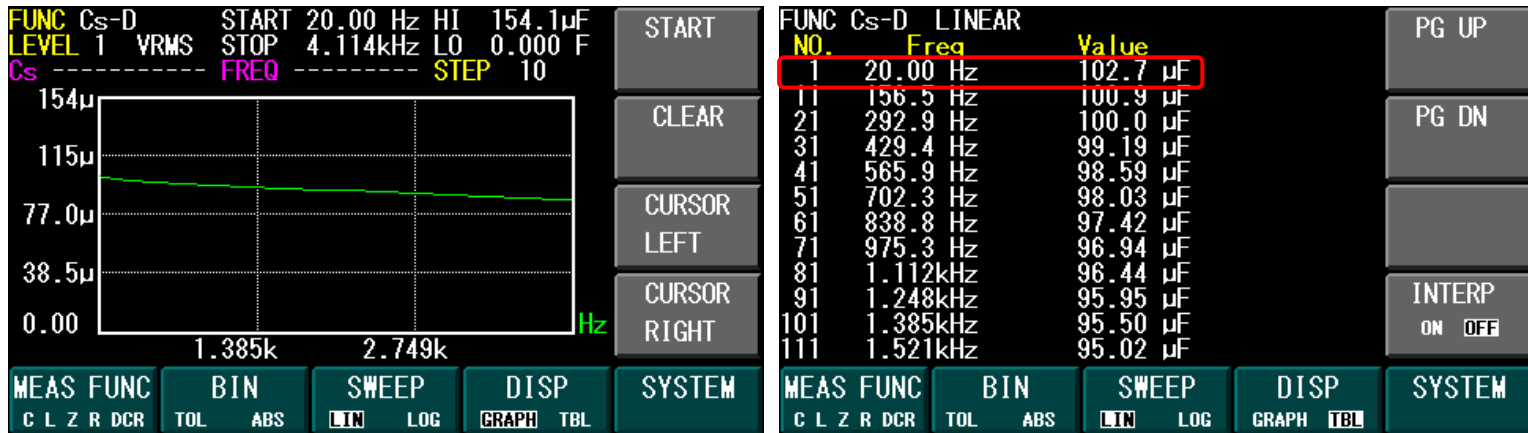 FUNC Cs-D START 20.00 Hz HI 154.1µF
LEVEL 1 VRMS STOP 4.114kHz LO 0.000 F
Cs ----------- FREQ --------- STEP 10
154µ
115µ
77.0µ
38.5µ
0.00
Hz
1.385k 2.749k
START
CLEAR
CURSOR
LEFT
CURSOR
RIGHT
MEAS FUNC BIN SWEEP DISP SYSTEM
C L Z R DCR TOL ABS LIN LOG GRAPH TBL
FUNC Cs-D LINEAR
NO. Freq Value
1 20.00 Hz 102.7 µF
11 156.5 Hz 100.9 µF
21 292.9 Hz 100.0 µF
31 429.4 Hz 99.19 µF
41 565.9 Hz 98.59 µF
51 702.3 Hz 98.03 µF
61 838.8 Hz 97.42 µF
71 975.3 Hz 96.94 µF
81 1.112kHz 96.44 µF
91 1.248kHz 95.95 µF
101 1.385kHz 95.50 µF
111 1.521kHz 95.02 µF
PG UP
PG DN
INTERP
ON OFF
MEAS FUNC BIN SWEEP DISP SYSTEM
C L Z R DCR TOL ABS LIN LOG GRAPH TBL